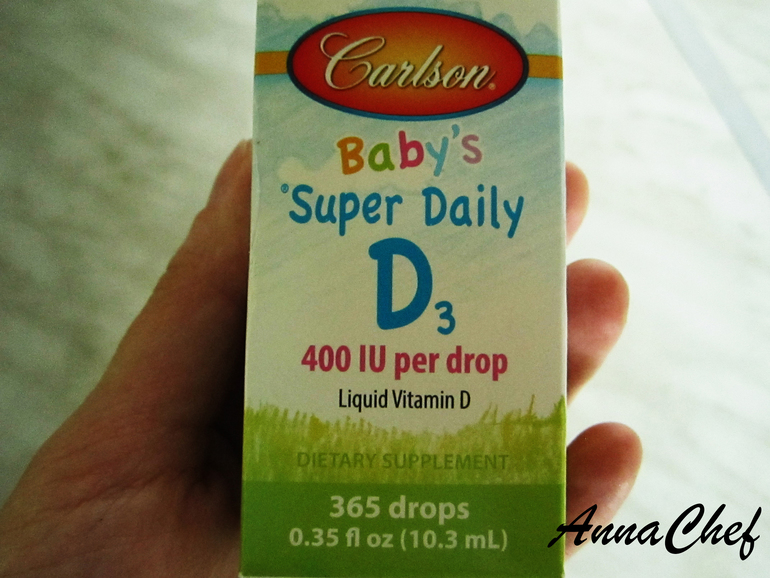 Carlson®
Baby's
®Super Daily
D3
400 IU per drop
Liquid Vitamin D
DIETARY SUPPLEMENT
365 drops
0.35 fl oz (10.3 mL)
AnnaChef